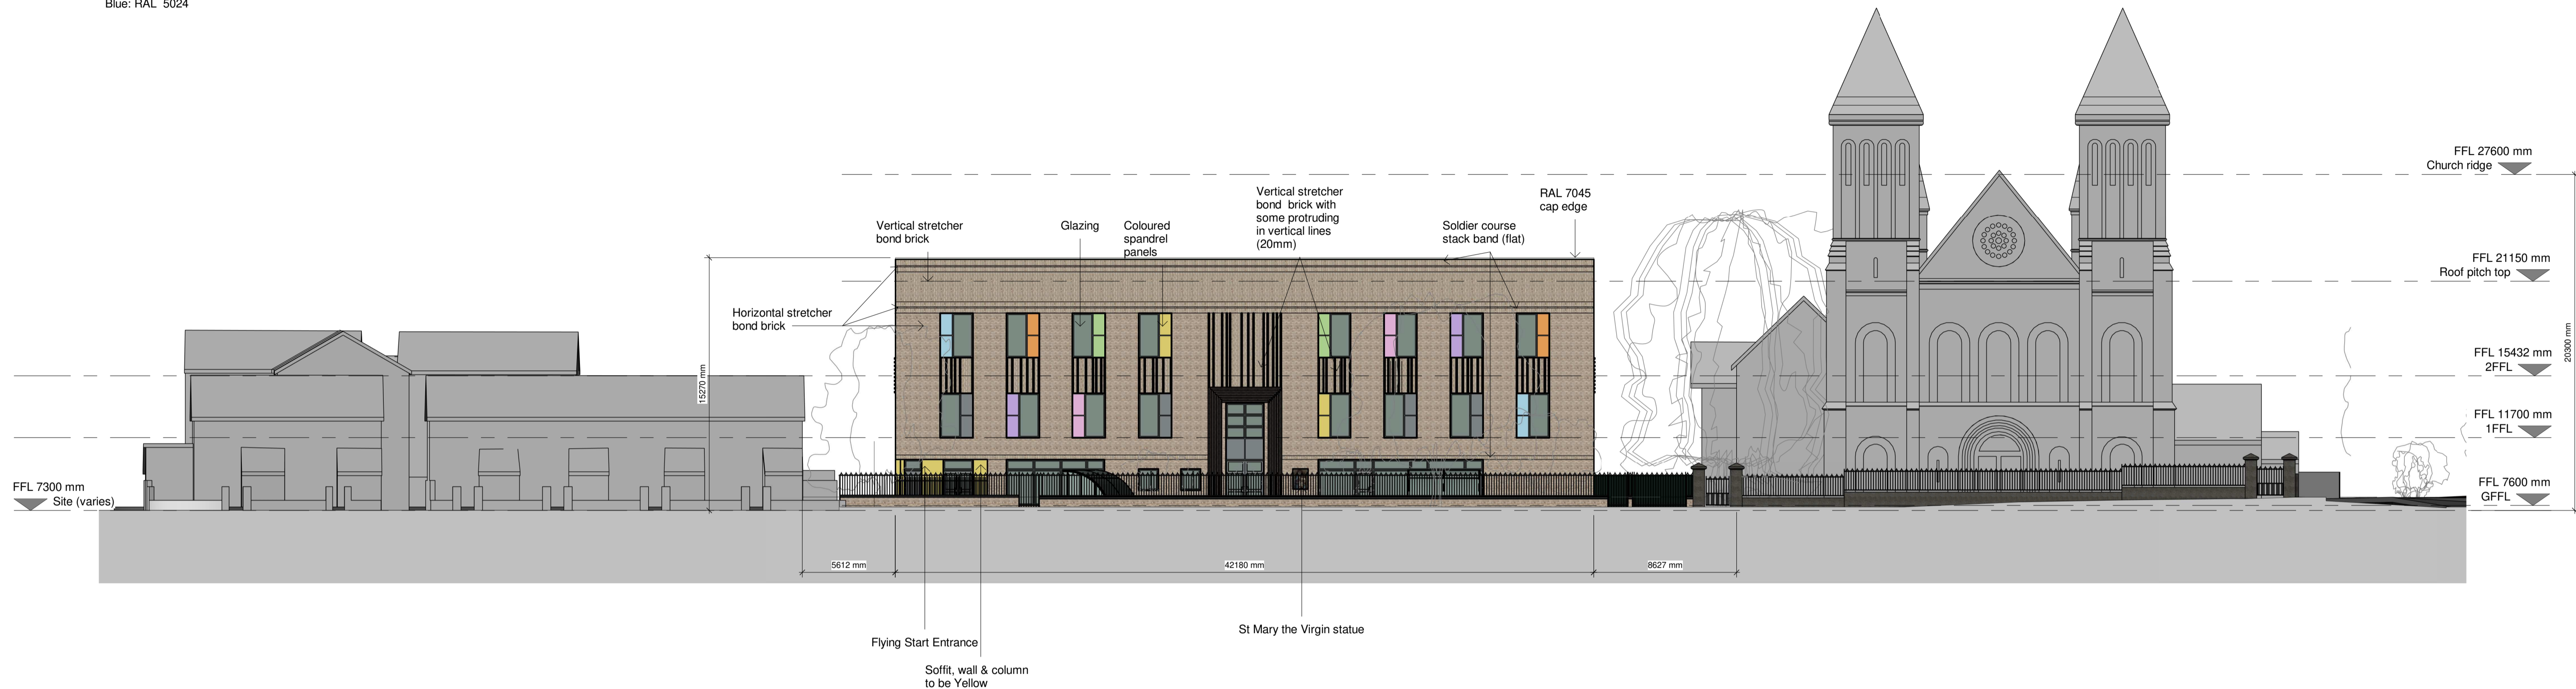 Blue: RAL 5024
FFL 27600 mm
Church ridge
Vertical stretcher
bond brick with
some protruding
in vertical lines
(20mm)
RAL 7045
cap edge
Vertical stretcher
bond brick
Glazing
Coloured
spandrel
panels
Soldier course
stack band (flat)
FFL 21150 mm
Roof pitch top
Horizontal stretcher
bond brick
15270 mm
20300 mm
FFL 15432 mm
2FFL
FFL 11700 mm
1FFL
FFL 7300 mm
Site (varies)
FFL 7600 mm
GFFL
5612 mm
42180 mm
8627 mm
St Mary the Virgin statue
Flying Start Entrance
Soffit, wall & column
to be Yellow